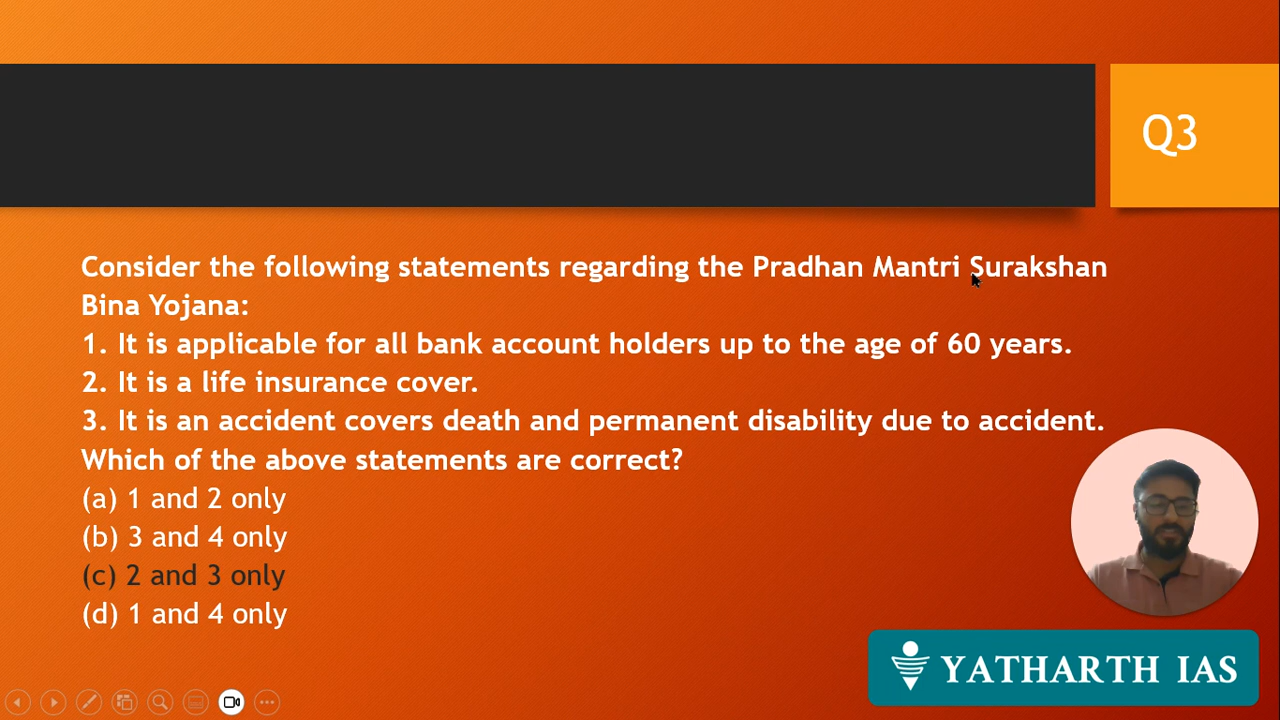 Q3
Consider the following statements regarding the Pradhan Mantri Surakshan
Bina Yojana:
1. It is applicable for all bank account holders up to the age of 60 years.
2. It is a life insurance cover.
3. It is an accident covers death and permanent disability due to accident.
Which of the above statements are correct?
(a) 1 and 2 only
(b) 3 and 4 only
(c) 2 and 3 only
(d) 1 and 4 only
YATHARTH IAS